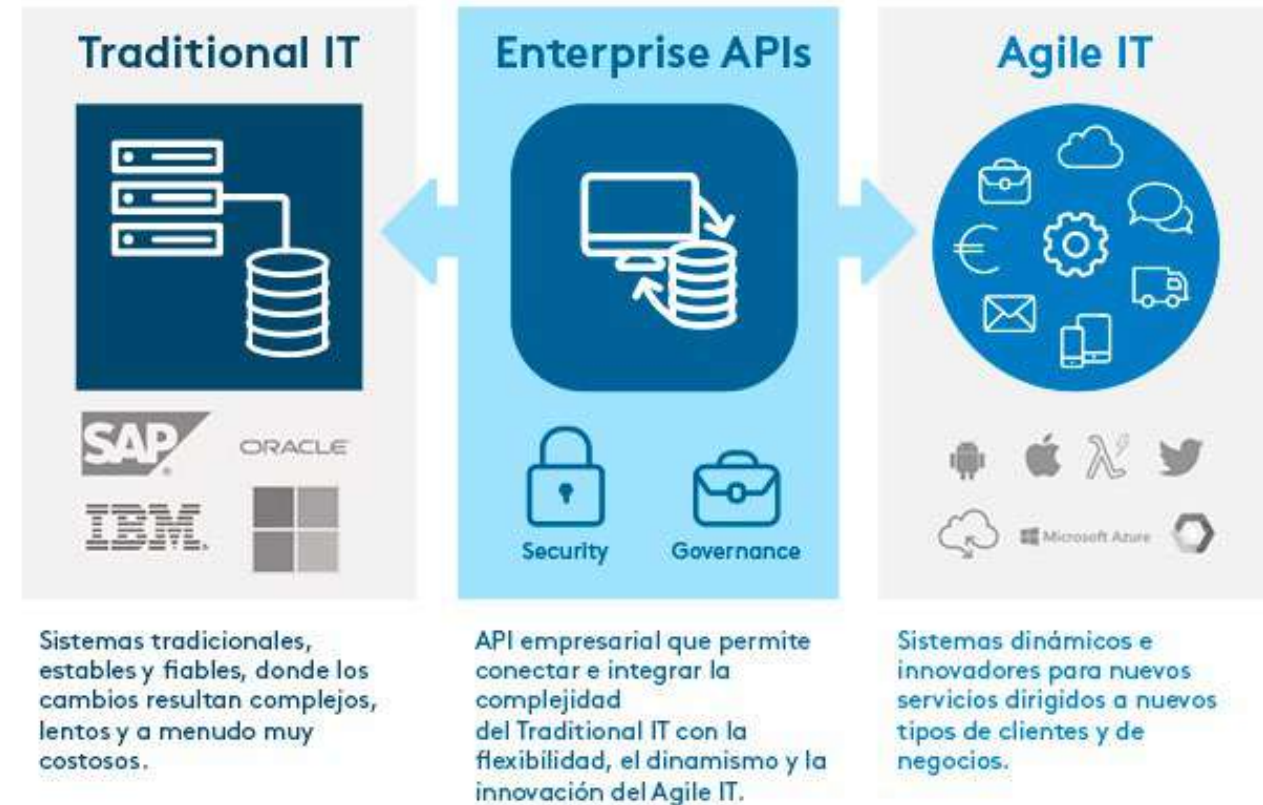 Traditional IT
SAP
®
ORACLE
IBM.
Sistemas tradicionales,
estables y fiables, donde los
cambios resultan complejos,
lentos y a menudo muy
costosos.
Enterprise APIs
Security
Governance
API empresarial que permite
conectar e integrar la
complejidad
del Traditional IT con la
flexibilidad, el dinamismo y la
innovación del Agile IT.
Agile IT
€
λ
Microsoft Azure
Sistemas dinámicos e
innovadores para nuevos
servicios dirigidos a nuevos
tipos de clientes y de
negocios.